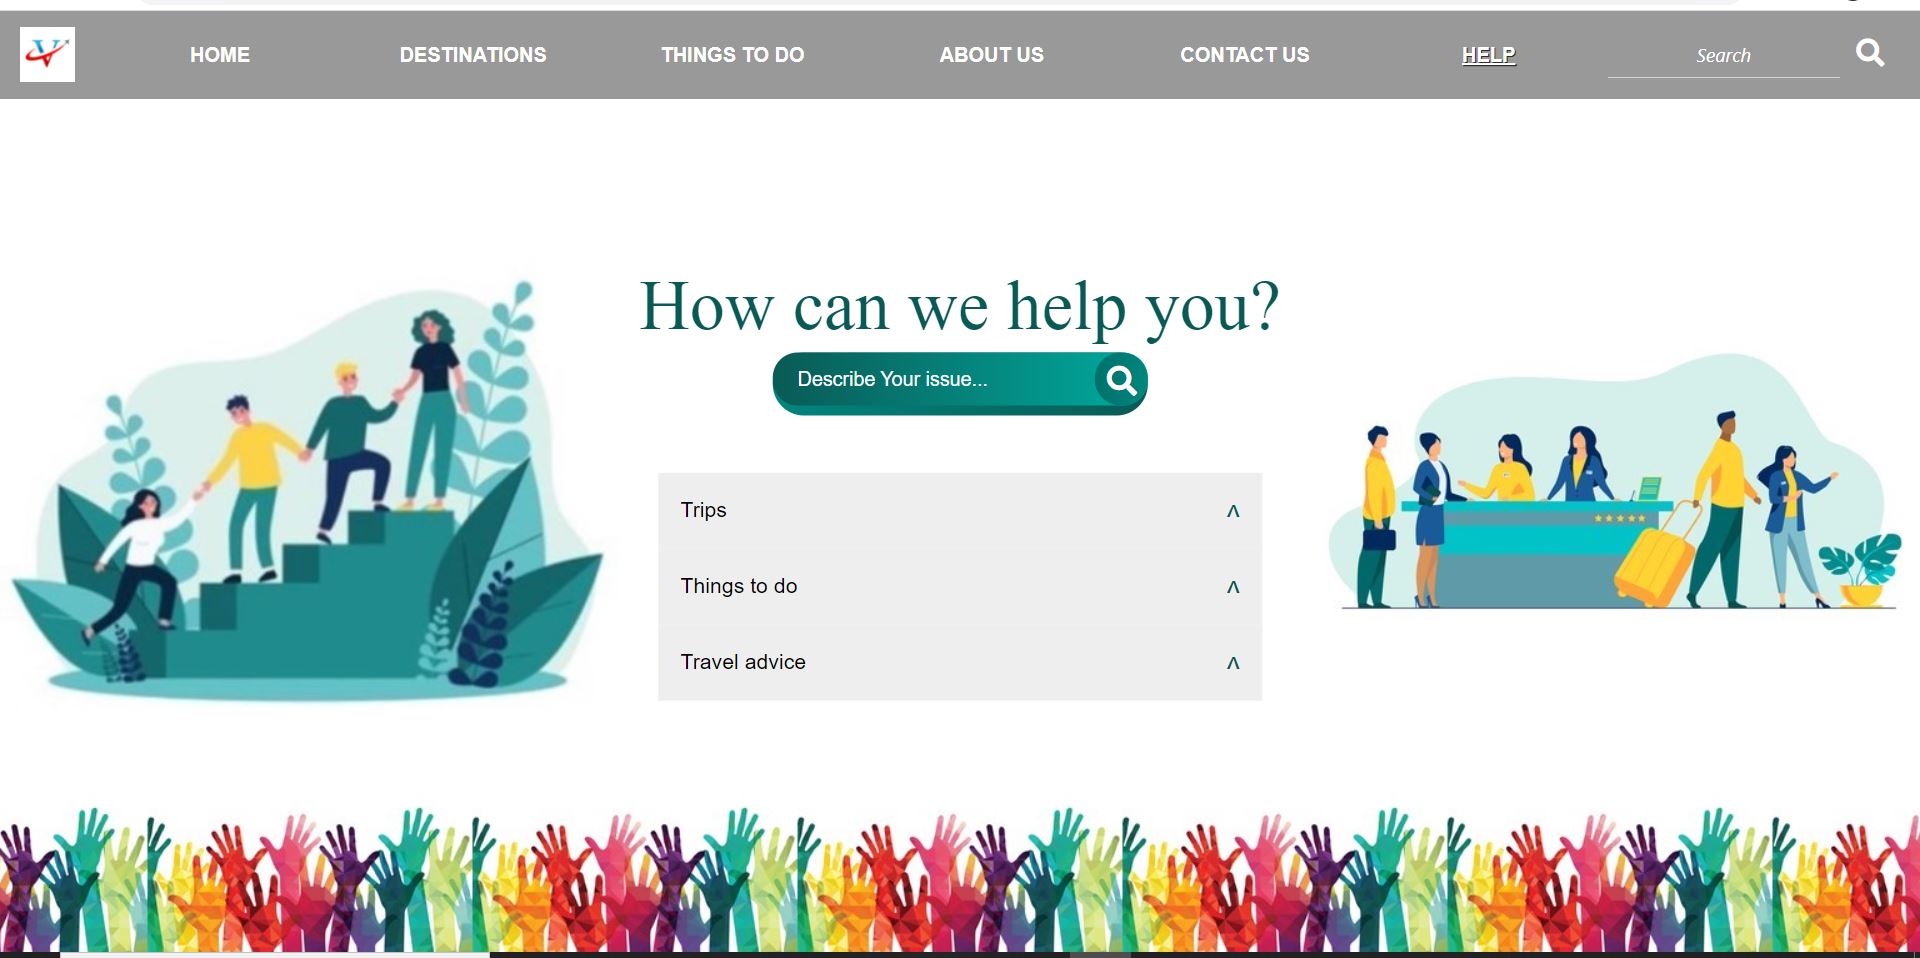 HOME DESTINATIONS THINGS TO DO ABOUT US CONTACT US HELP Search
How can we help you?
Describe Your issue...
Trips
Things to do
Travel advice